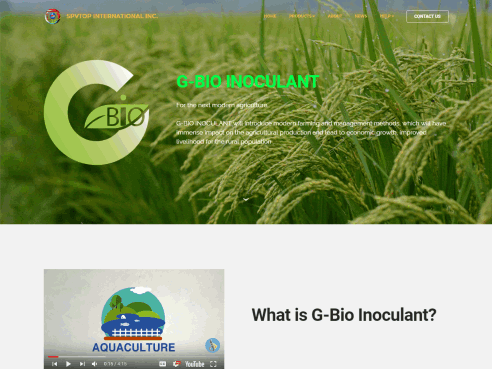 SPVTOP INTERNATIONAL INC.
HOME PRODUCTS ABOUT NEWS HELP CONTACT US
G-BIO INOCULANT
For the next modern agriculture.
G-BIO INOCULANT will introduce modern farming and management methods, which will have
immense impact on the agricultural production and lead to economic growth, improved
livelihood for the rural population
G
BIO
What is G-Bio Inoculant?
AQUACULTURE
0:16 / 4:15
CC
YouTube